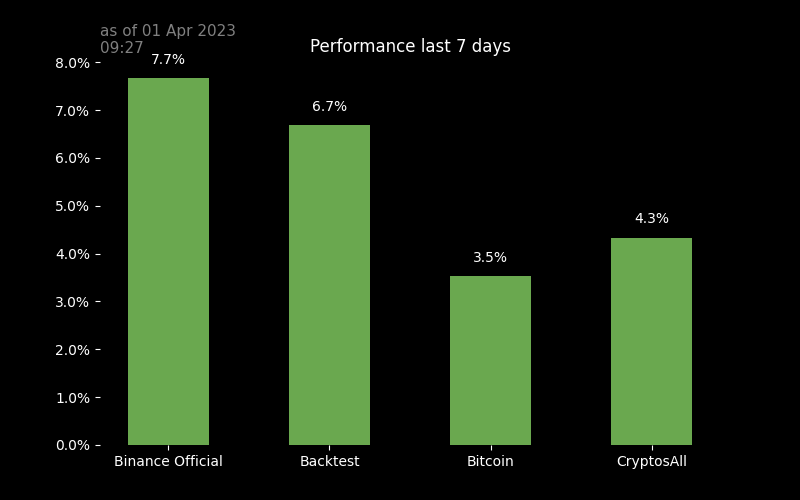 as of 01 Apr 2023
09:27
Performance last 7 days
8.0%
7.0%
6.0%
5.0%
4.0%
3.0%
2.0%
1.0%
0.0%
7.7%
6.7%
3.5%
4.3%
Binance Official
Backtest
Bitcoin
CryptosAll